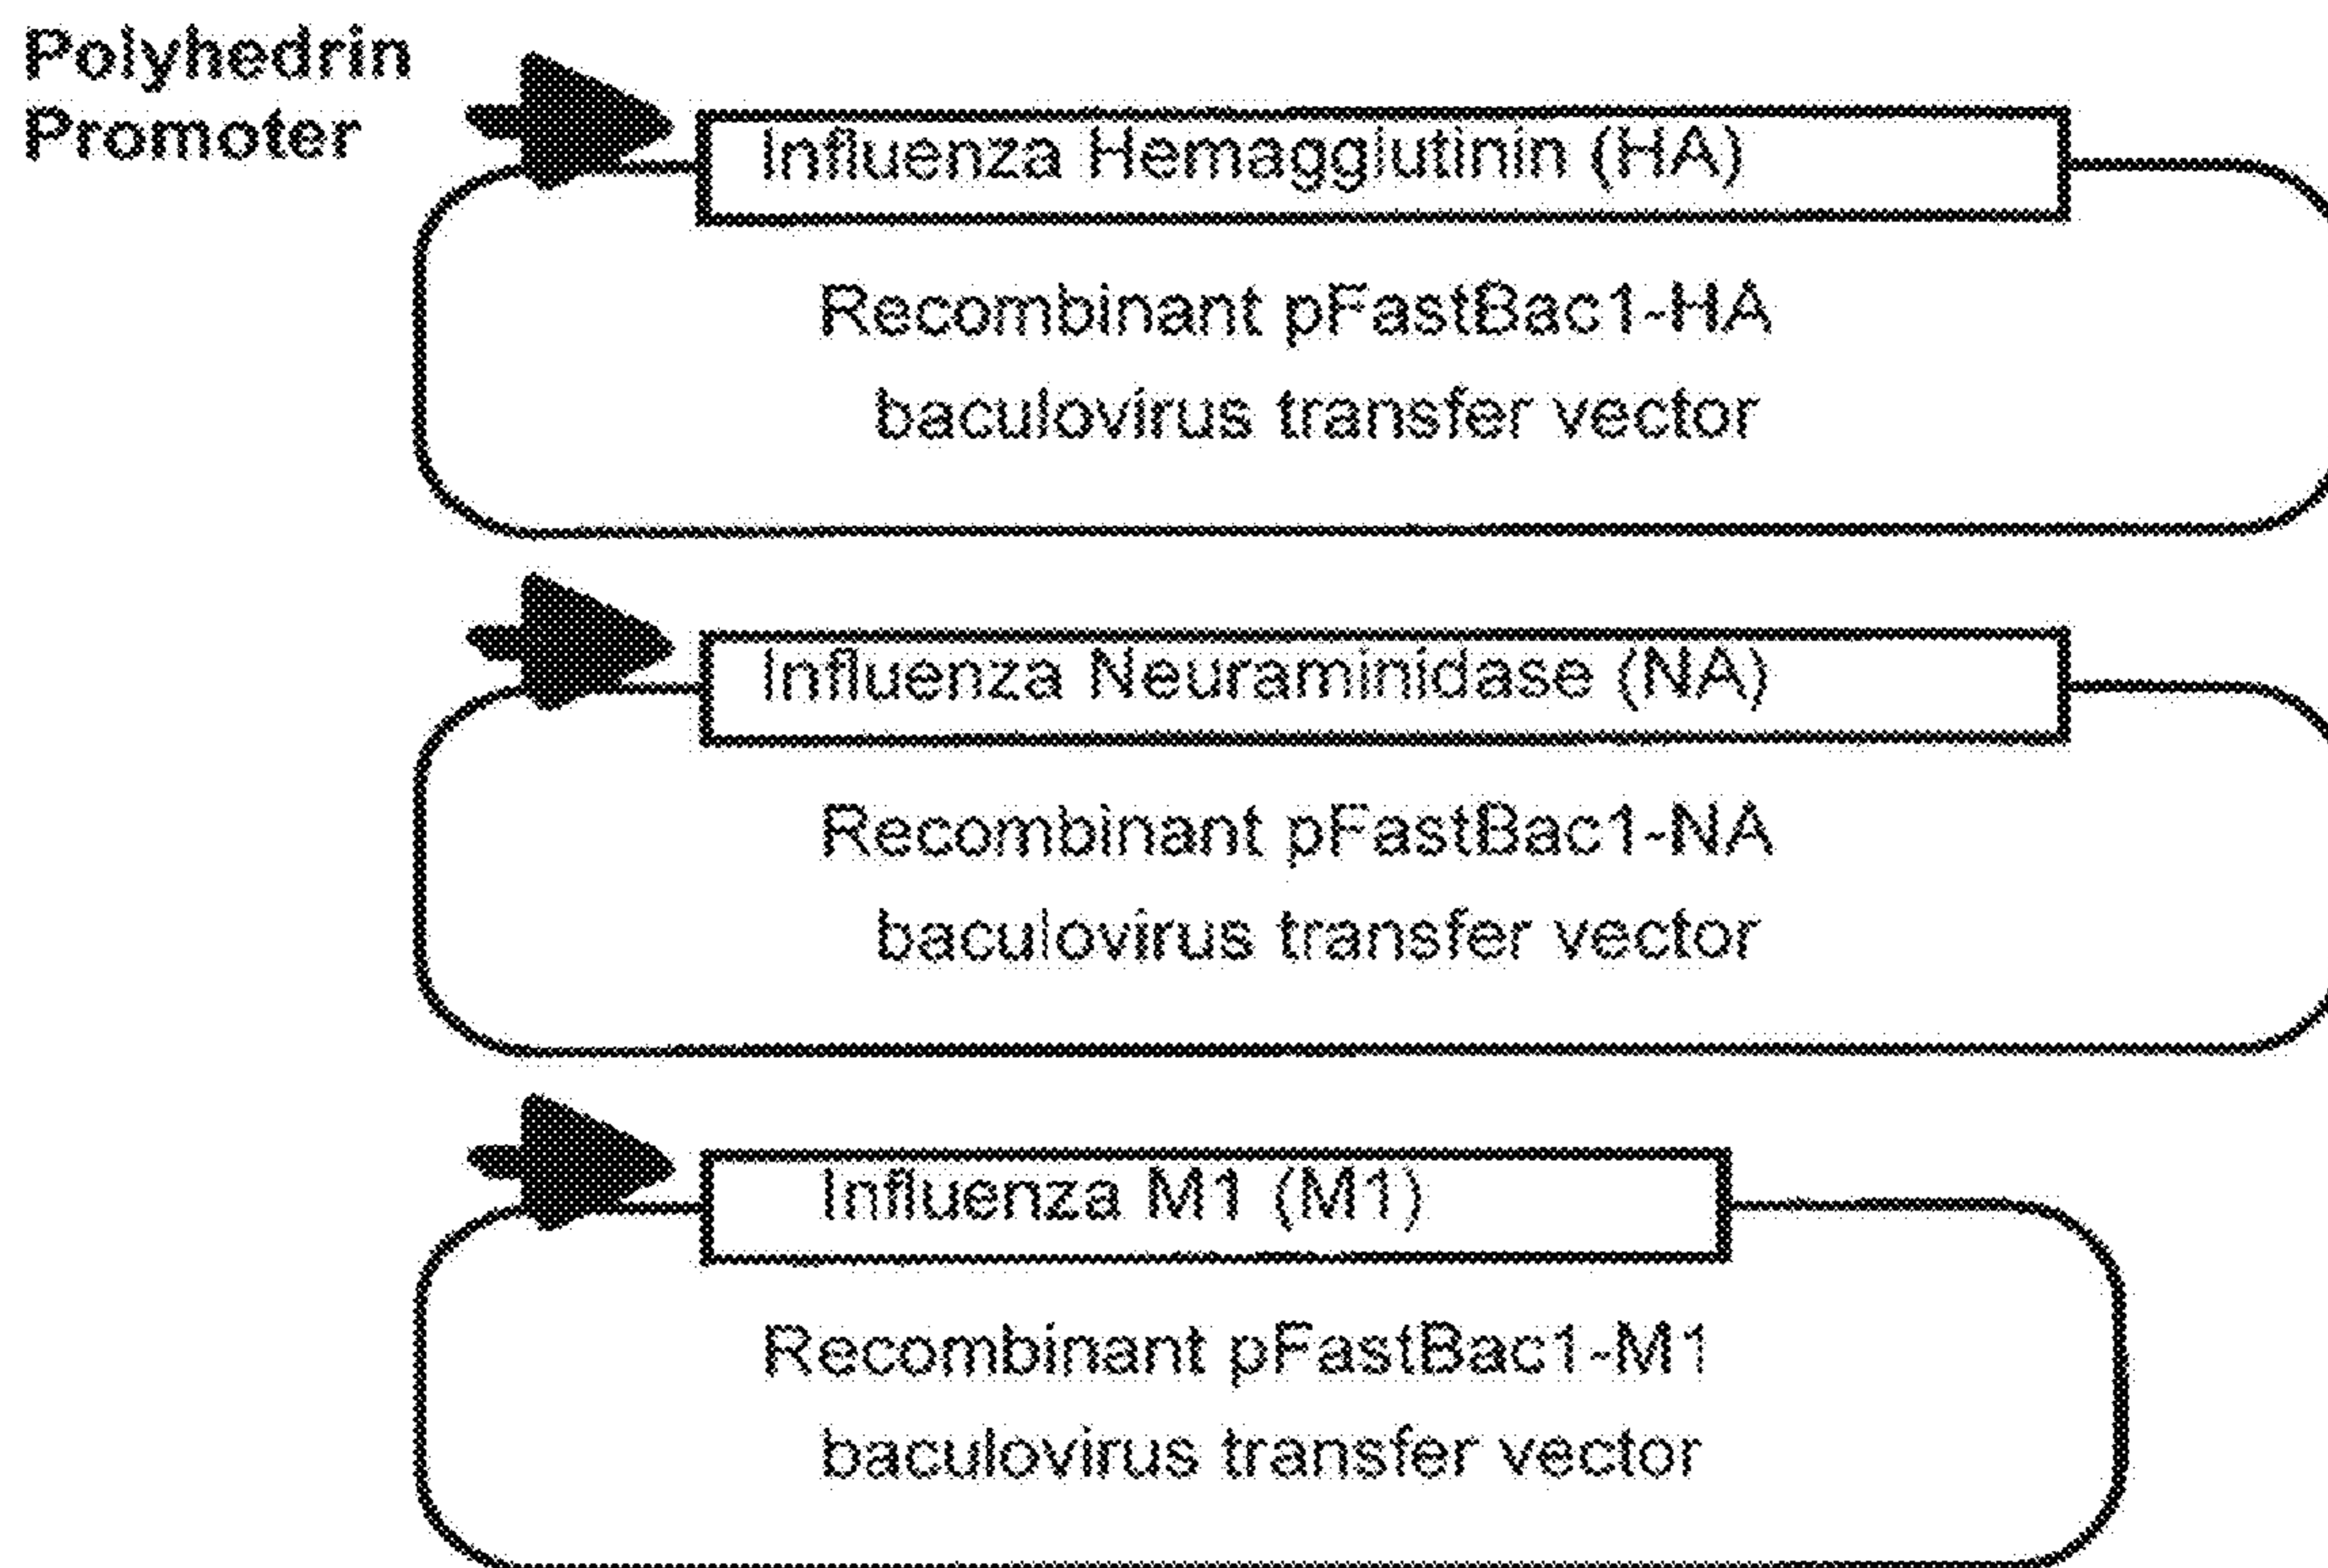 Polyhedrin
Promoter
Influenza Hemagglutinin (HA)
Recombinant pFastBac1-HA
baculovirus transfer vector
Influenza Neuraminidase (NA)
Recombinant pFastBac1-NA
baculovirus transfer vector
Influenza M1 (M1)
Recombinant pFastBac1-M1
baculovirus transfer vector